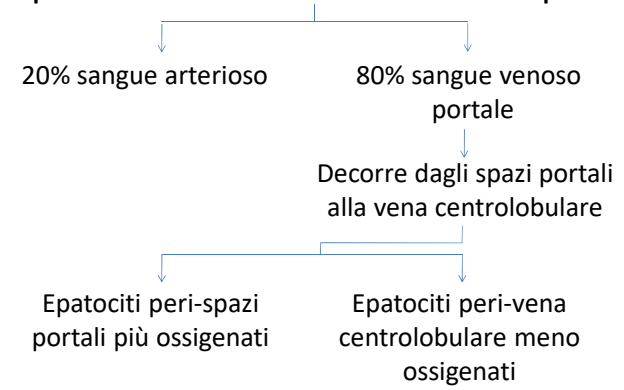 20% sangue arterioso
80% sangue venoso
portale
Decorre dagli spazi portali
alla vena centrolobulare
Epatociti peri-spazi
portali più ossigenati
Epatociti peri-vena
centrolobulare meno
ossigenati